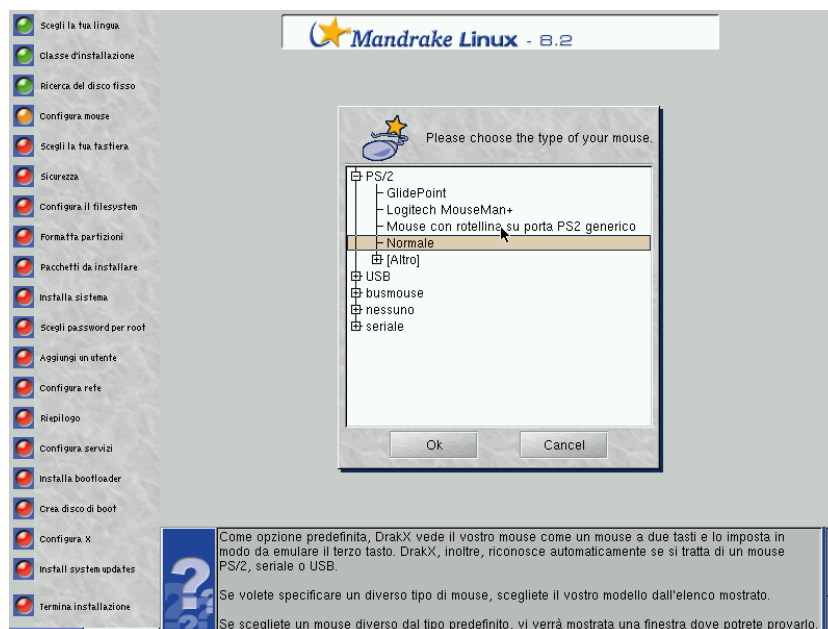 Scegli la tua lingua
Classe d'installazione
Ricerca del disco fisso
Configura mouse
Scegli la tua tastiera
Sicurezza
Configura il filesystem
Formatta partizioni
Pacchetti da installare
Installa sistema
Scegli password per root
Aggiungi un utente
Configura rete
Riepilogo
Configura servizi
Installa bootloader
Crea disco di boot
Configura X
Install system updates
Termina installazione
Mandrake Linux - 8.2
Please choose the type of your mouse.
PS/2
GlidePoint
Logitech MouseMan+
Mouse con rotellina su porta PS2 generico
Normale
[Altro]
USB
busmouse
nessuno
seriale
Ok
Cancel
Come opzione predefinita, DrakX vede il vostro mouse come un mouse a due tasti e lo imposta in
modo da emulare il terzo tasto. DrakX, inoltre, riconosce automaticamente se si tratta di un mouse
PS/2, seriale o USB.
Se volete specificare un diverso tipo di mouse, scegliete il vostro modello dall'elenco mostrato.
Se scegliete un mouse diverso dal tipo predefinito, vi verrà mostrata una finestra dove potrete provarlo.